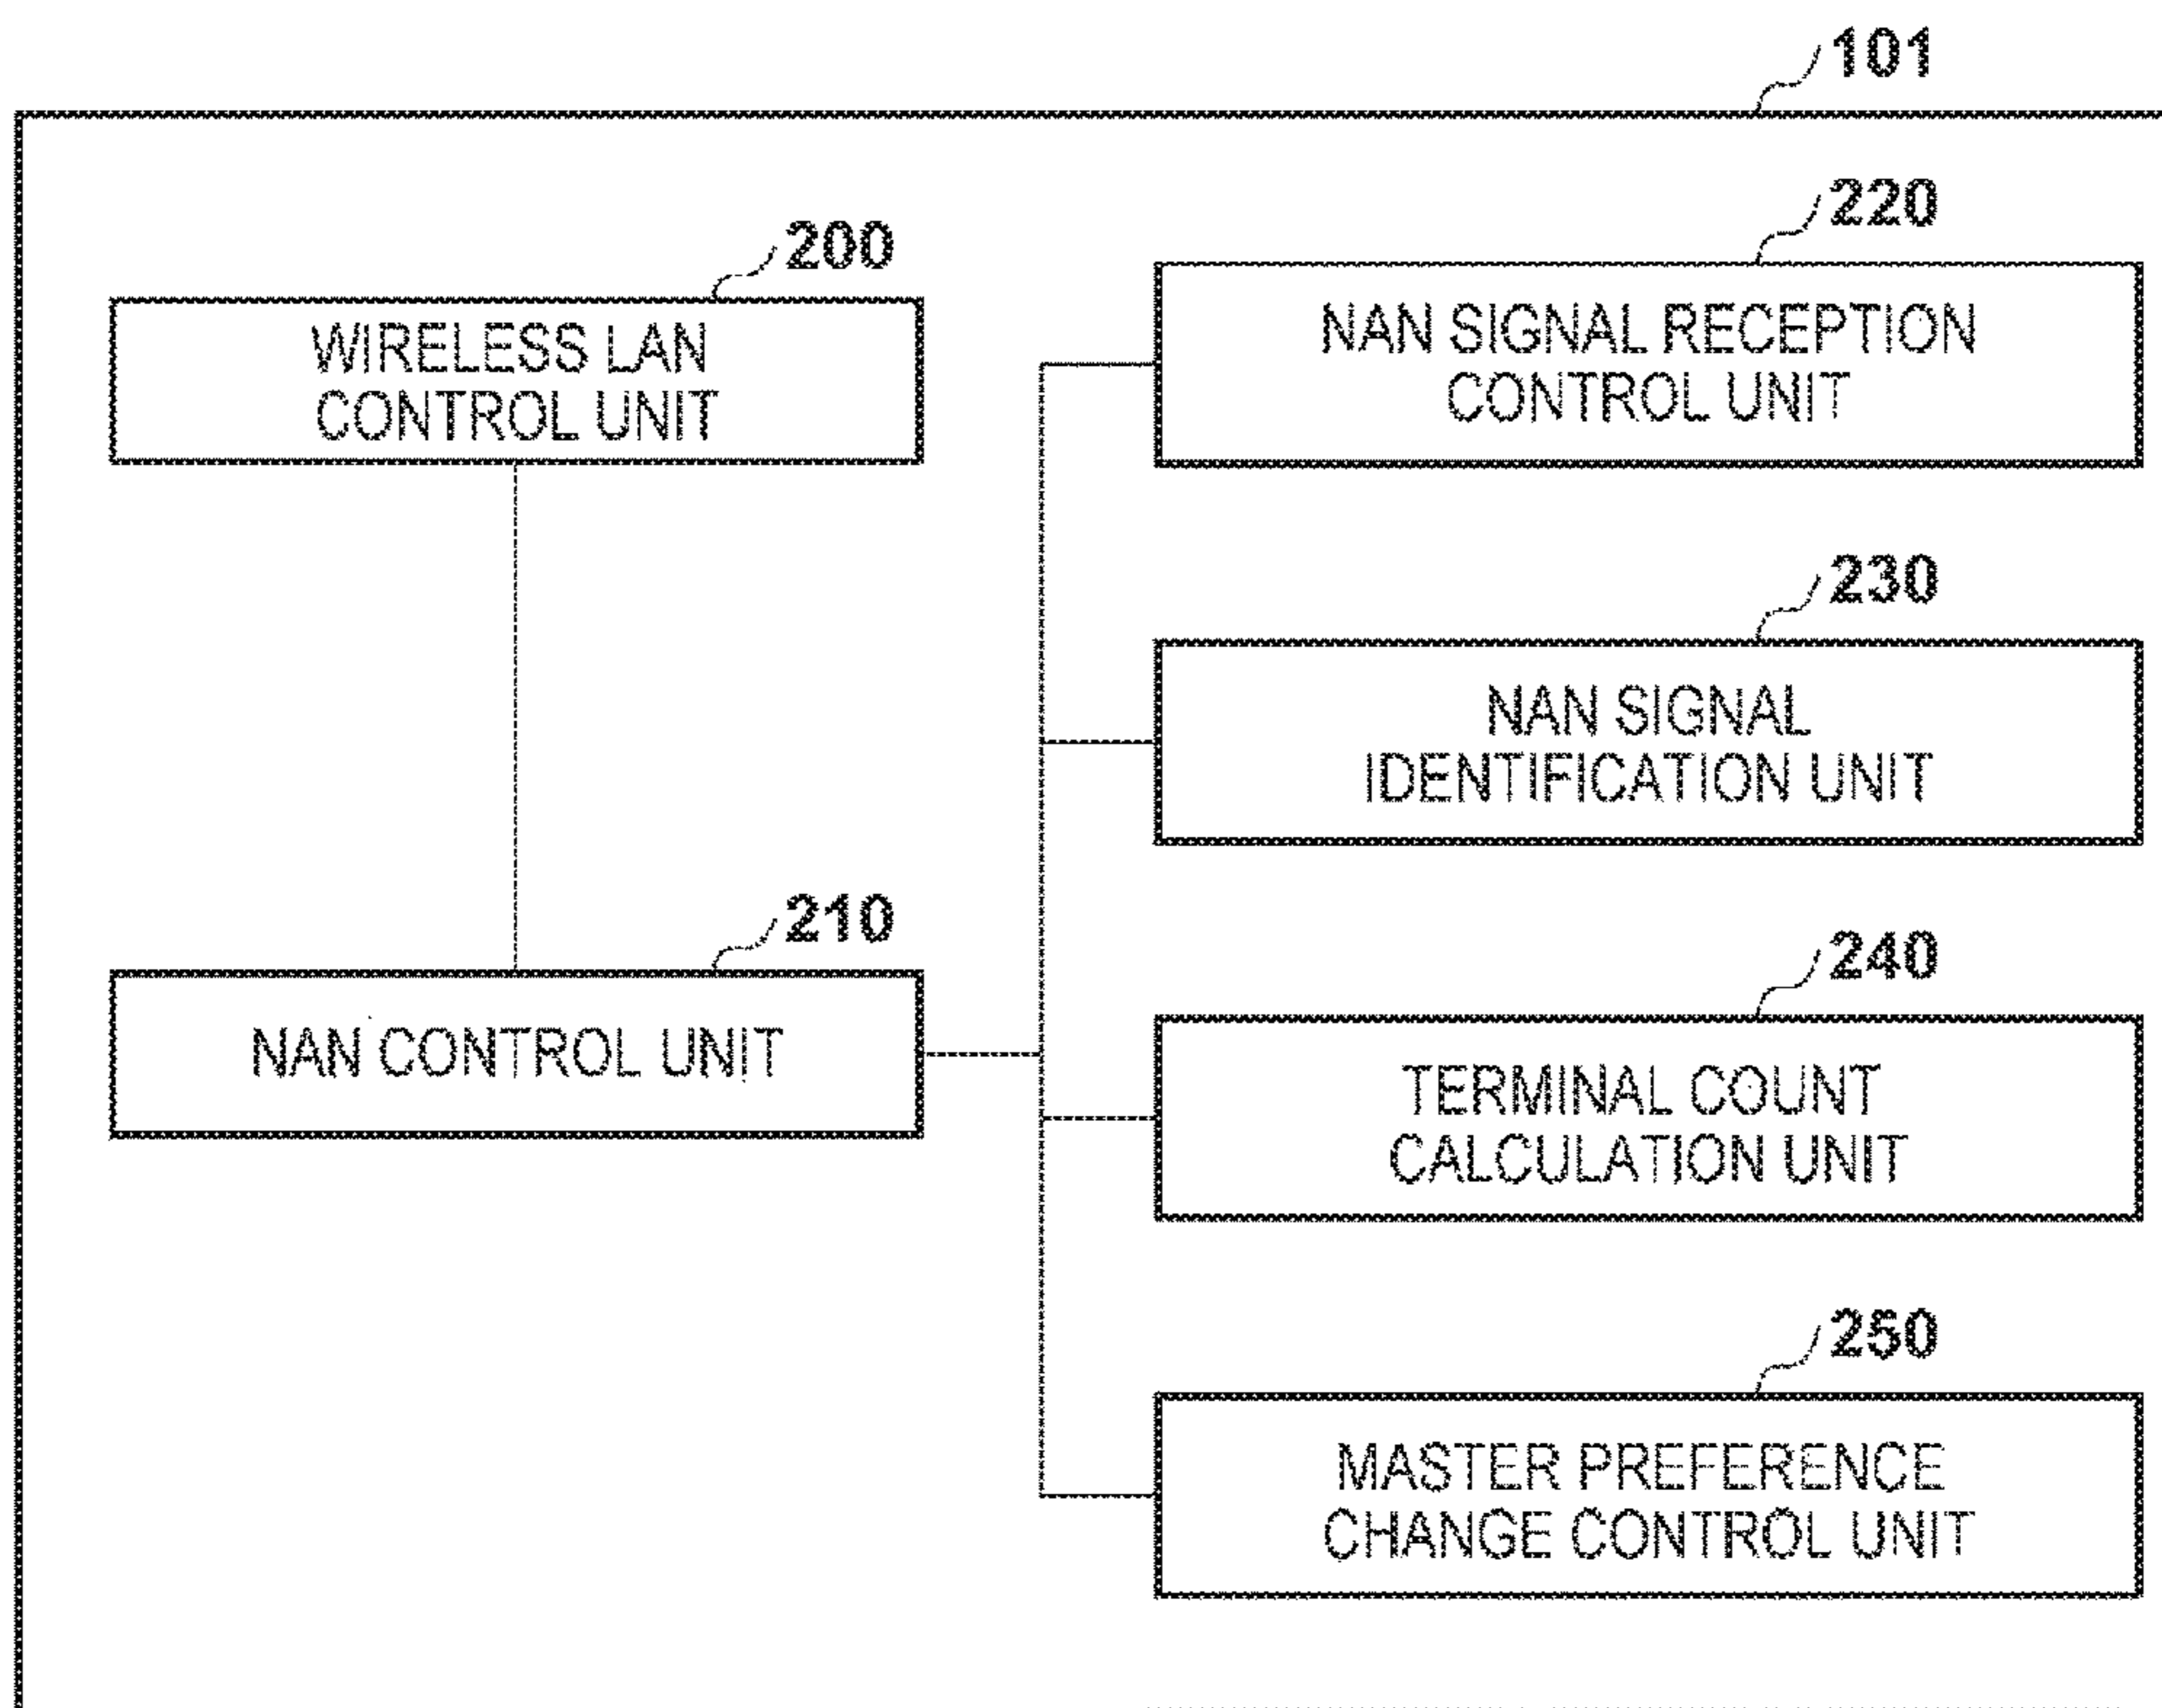 101
200
WIRELESS LAN
CONTROL UNIT
220
NAN SIGNAL RECEPTION
CONTROL UNIT
230
NAN SIGNAL
IDENTIFICATION UNIT
210
NAN CONTROL UNIT
240
TERMINAL COUNT
CALCULATION UNIT
250
MASTER PREFERENCE
CHANGE CONTROL UNIT